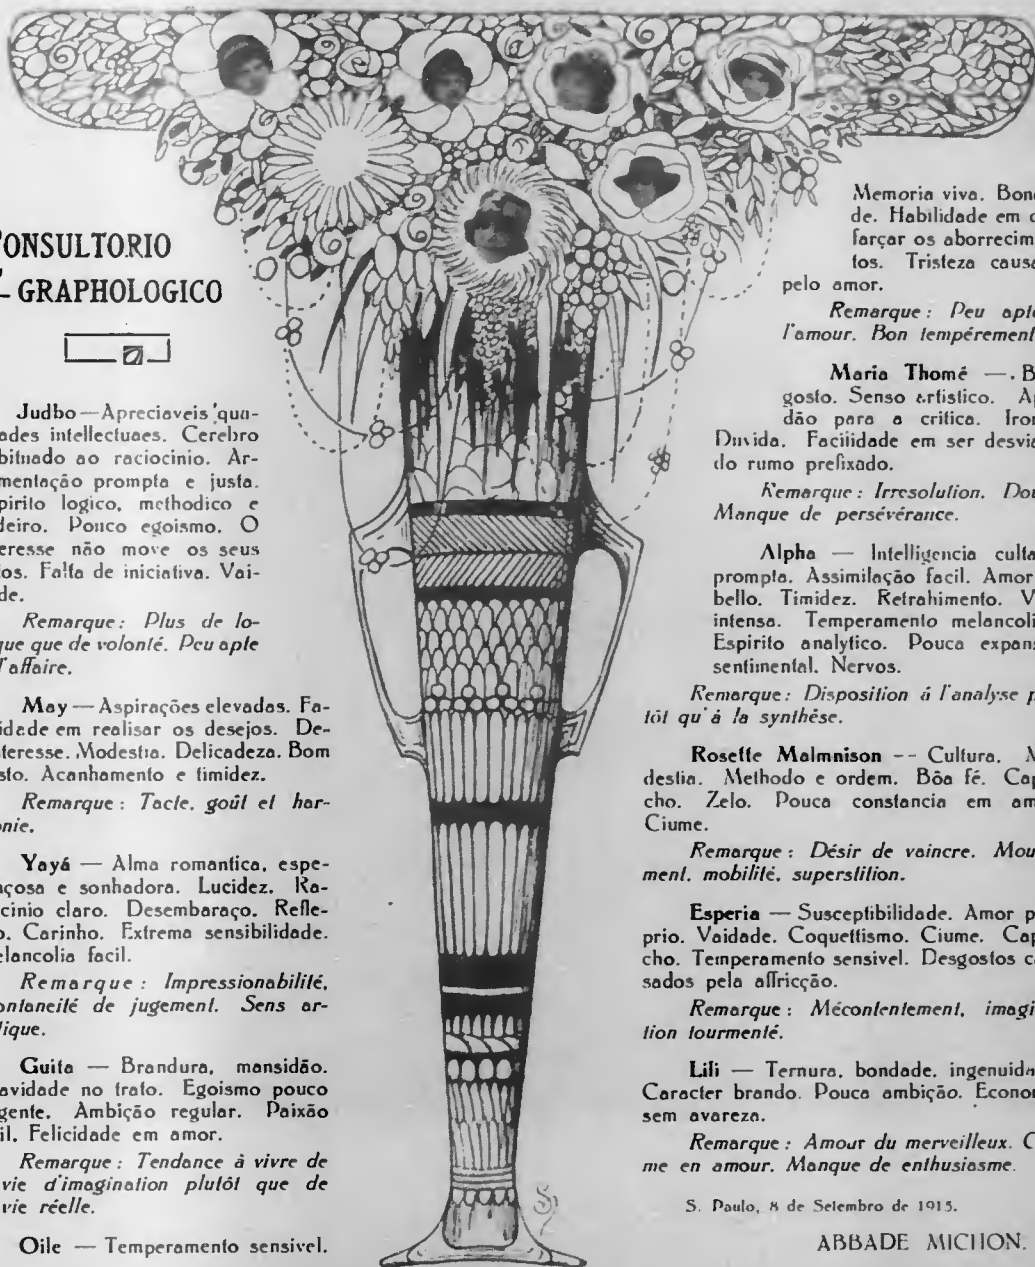 CONSULTORIO
GRAPHOLOGICO
Judbo — Apreciaveis qua-
ades intellectuaes. Cerebro
bituado ao raciocinio. Ar-
mentação prompta e justa.
pirito logico, methodico e
deiro. Pouco egoismo. O
eresse não move os seus
tos. Falta de iniciativa. Vai-
de.
Remarque: Plus de lo-
que que de volonté. Peu apte
l'affaire.
May — Aspirações elevadas. Fa-
idade em realisar os desejos. De-
teresse. Modestia. Delicadeza. Bom
sto. Acanhamento e timidez.
Remarque: Tacte, goût et har-
onie.
Yayá — Alma romantica, espe-
açosa e sonhadora. Lucidez. Ra-
cinio claro. Desembaraço. Refle-
o. Carinho. Extrema sensibilidade.
elancolia facil.
Remarque: Impressionabilité,
ontaneité de jugement. Sens ar-
tique.
Guita — Brandura, mansidão.
avidade no trato. Egoismo pouco
gente. Ambição regular. Paixão
il. Felicidade em amor.
Remarque: Tendance à vivre de
vie d'imagination plutôt que de
vie réelle.
Oile — Temperamento sensivel.
Memoria viva. Bond
de. Habilidade em d
farçar os aborrecim
tos. Tristeza causa
pelo amor.
Remarque: Peu apte
l'amour. Bon tempérement
Maria Thomé —. B
gosto. Senso artistico. Ap
dão para a critica. Iron
Duvida. Facilidade em ser desvia
do rumo prefixado.
Remarque: Irresolution. Dou
Manque de persévérance.
Alpha — Intelligencia culta
prompta. Assimilação facil. Amor
bello. Timidez. Retrahimento. V
intensa. Temperamento melancoli
Espirito analytico. Pouca expans
sentimental. Nervos.
Remarque: Disposition á l'analyse p
tôt qu'à la synthèse.
Rosette Malmnison -- Cultura. M
destia. Methodo e ordem. Bôa fé. Cap
cho. Zelo. Pouca constancia em am
Ciume.
Remarque: Désir de vaincre. Mou
ment, mobilité, superstition.
Esperia — Susceptibilidade. Amor p
prio. Vaidade. Coquettismo. Ciume. Cap
cho. Temperamento sensivel. Desgostos ca
sados pela affricção.
Remarque: Mécontentement, imagi
tion tourmenté.
Lili — Ternura, bondade, ingenuida
Caracter brando. Pouca ambição. Econom
sem avareza.
Remarque: Amour du merveilleux. C
me en amour. Manque de enthusiasme.
S. Paulo, 8 de Setembro de 1915.
ABBADE MICHON.